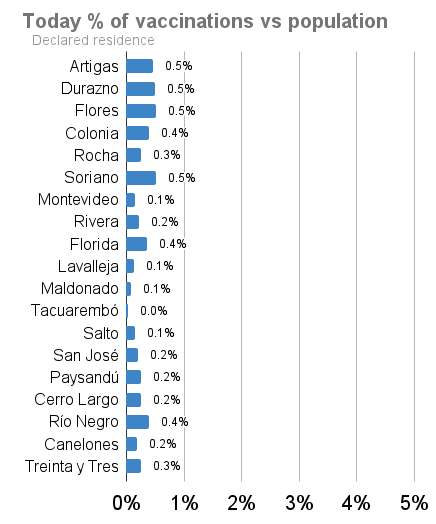 Today % of vaccinations vs population
Declared residence
Artigas 0.5%
Durazno 0.5%
Flores 0.5%
Colonia 0.4%
Rocha 0.3%
Soriano 0.5%
Montevideo 0.1%
Rivera 0.2%
Florida 0.4%
Lavalleja 0.1%
Maldonado 0.1%
Tacuarembó 0.0%
Salto 0.1%
San José 0.2%
Paysandú 0.2%
Cerro Largo 0.2%
Río Negro 0.4%
Canelones 0.2%
Treinta y Tres 0.3%
0% 1% 2% 3% 4% 5%